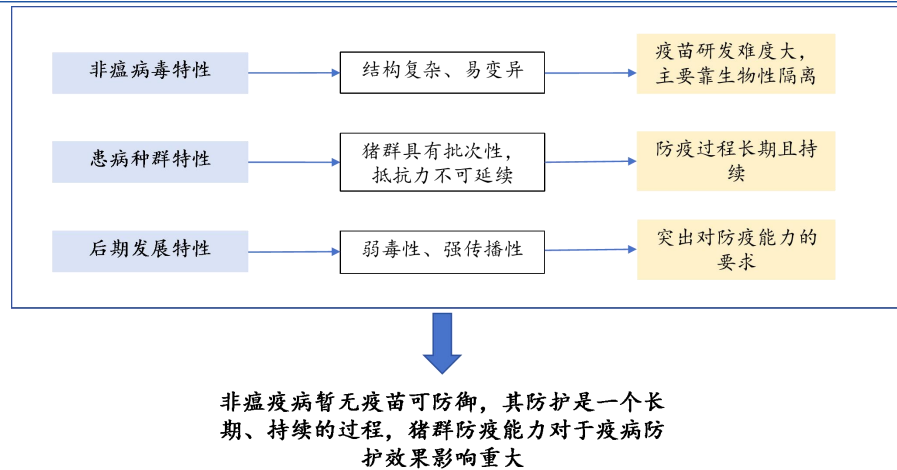 非瘟病毒特性
结构复杂、易变异
疫苗研发难度大，
主要靠生物性隔离
患病种群特性
猪群具有批次性，
抵抗力不可延续
防疫过程长期且持
续
后期发展特性
弱毒性、强传播性
突出对防疫能力的
要求
非瘟疫病暂无疫苗可防御，其防护是一个长
期、持续的过程，猪群防疫能力对于疫病防
护效果影响重大